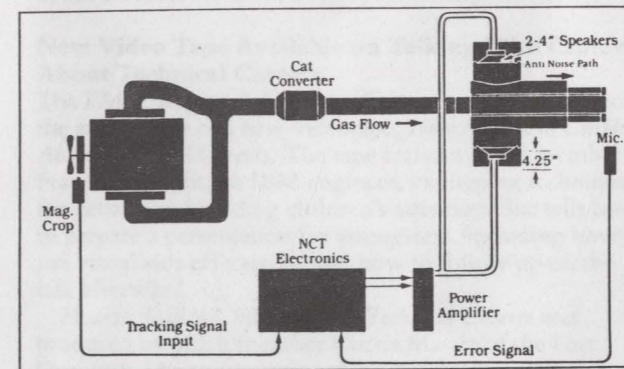 2-4" Speakers
Anti Noise Path
Cat
Converter
Gas Flow
Mic.
4.25"
Mag.
Crop
NCT
Electronics
Power
Amplifier
Tracking Signal
Input
Error Signal